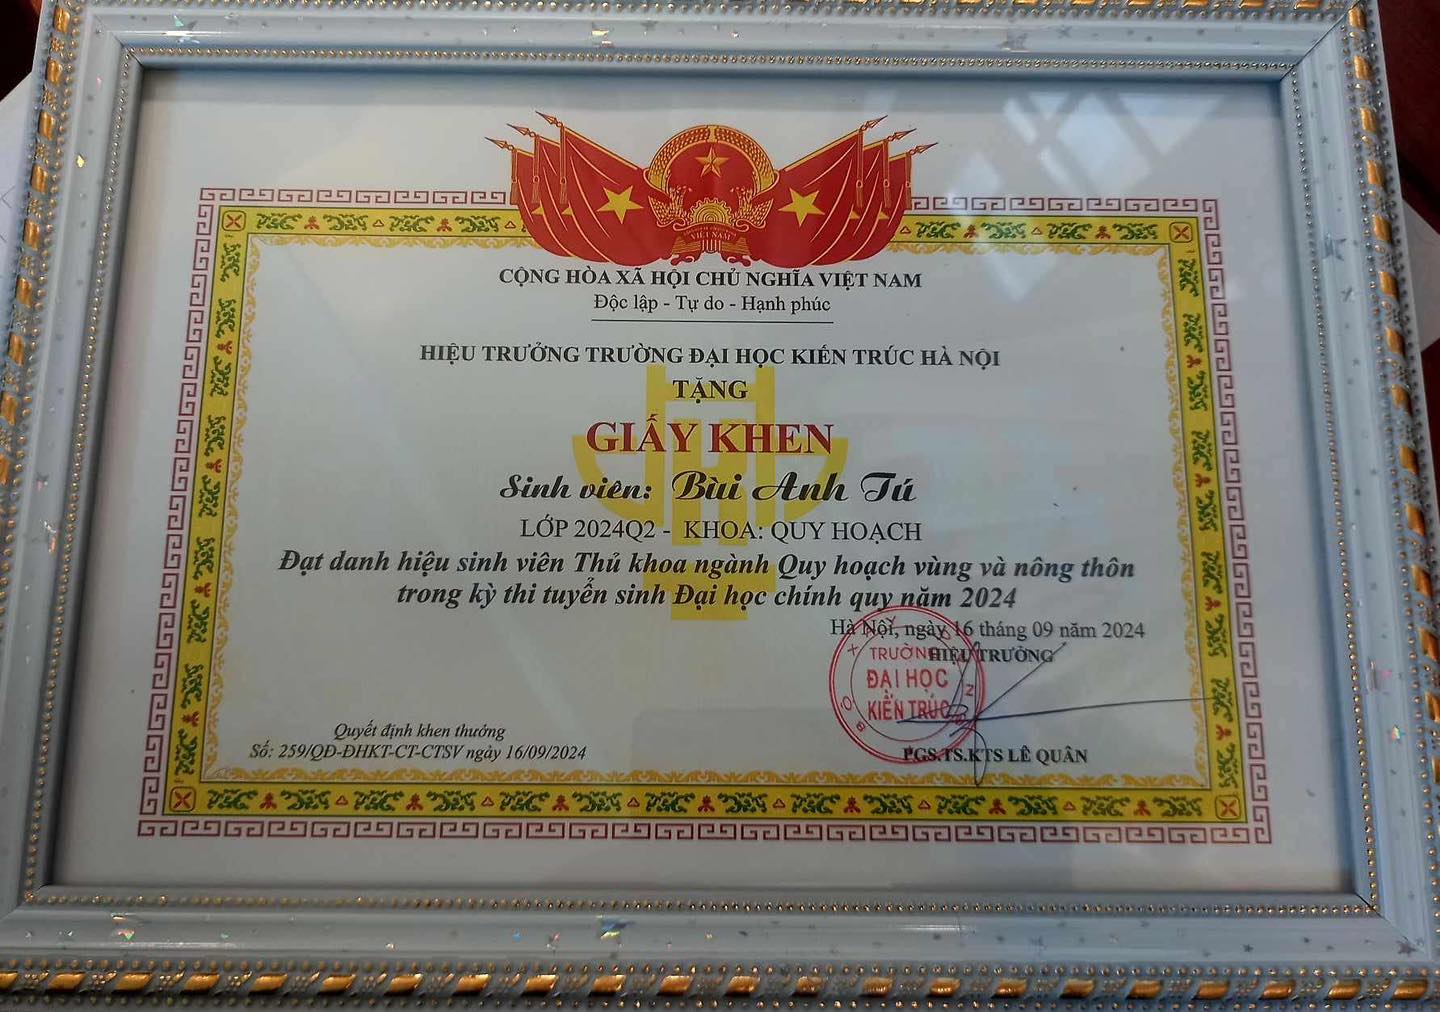 VIỆT NAM
CỘNG HÒA XÃ HỘI CHỦ NGHĨA VIỆT NAM
Độc lập - Tự do - Hạnh phúc
HIỆU TRƯỞNG TRƯỜNG ĐẠI HỌC KIẾN TRÚC HÀ NỘI
TẶNG
GIẤY KHEN
Sinh viên: Bùi Anh Tú
LỚP 2024Q2 - KHOA: QUY HOẠCH
Đạt danh hiệu sinh viên Thủ khoa ngành Quy hoạch vùng và nông thôn
trong kỳ thi tuyển sinh Đại học chính quy năm 2024
Hà Nội, ngày 16 tháng 09 năm 2024
HIỆU TRƯỞNG
TRƯỜNG
ĐẠI HỌC
KIẾN TRÚC
PGS.TS.KTS LÊ QUÂN
Quyết định khen thưởng
Số: 259/QĐ-ĐHKT-CT-CTSV ngày 16/09/2024